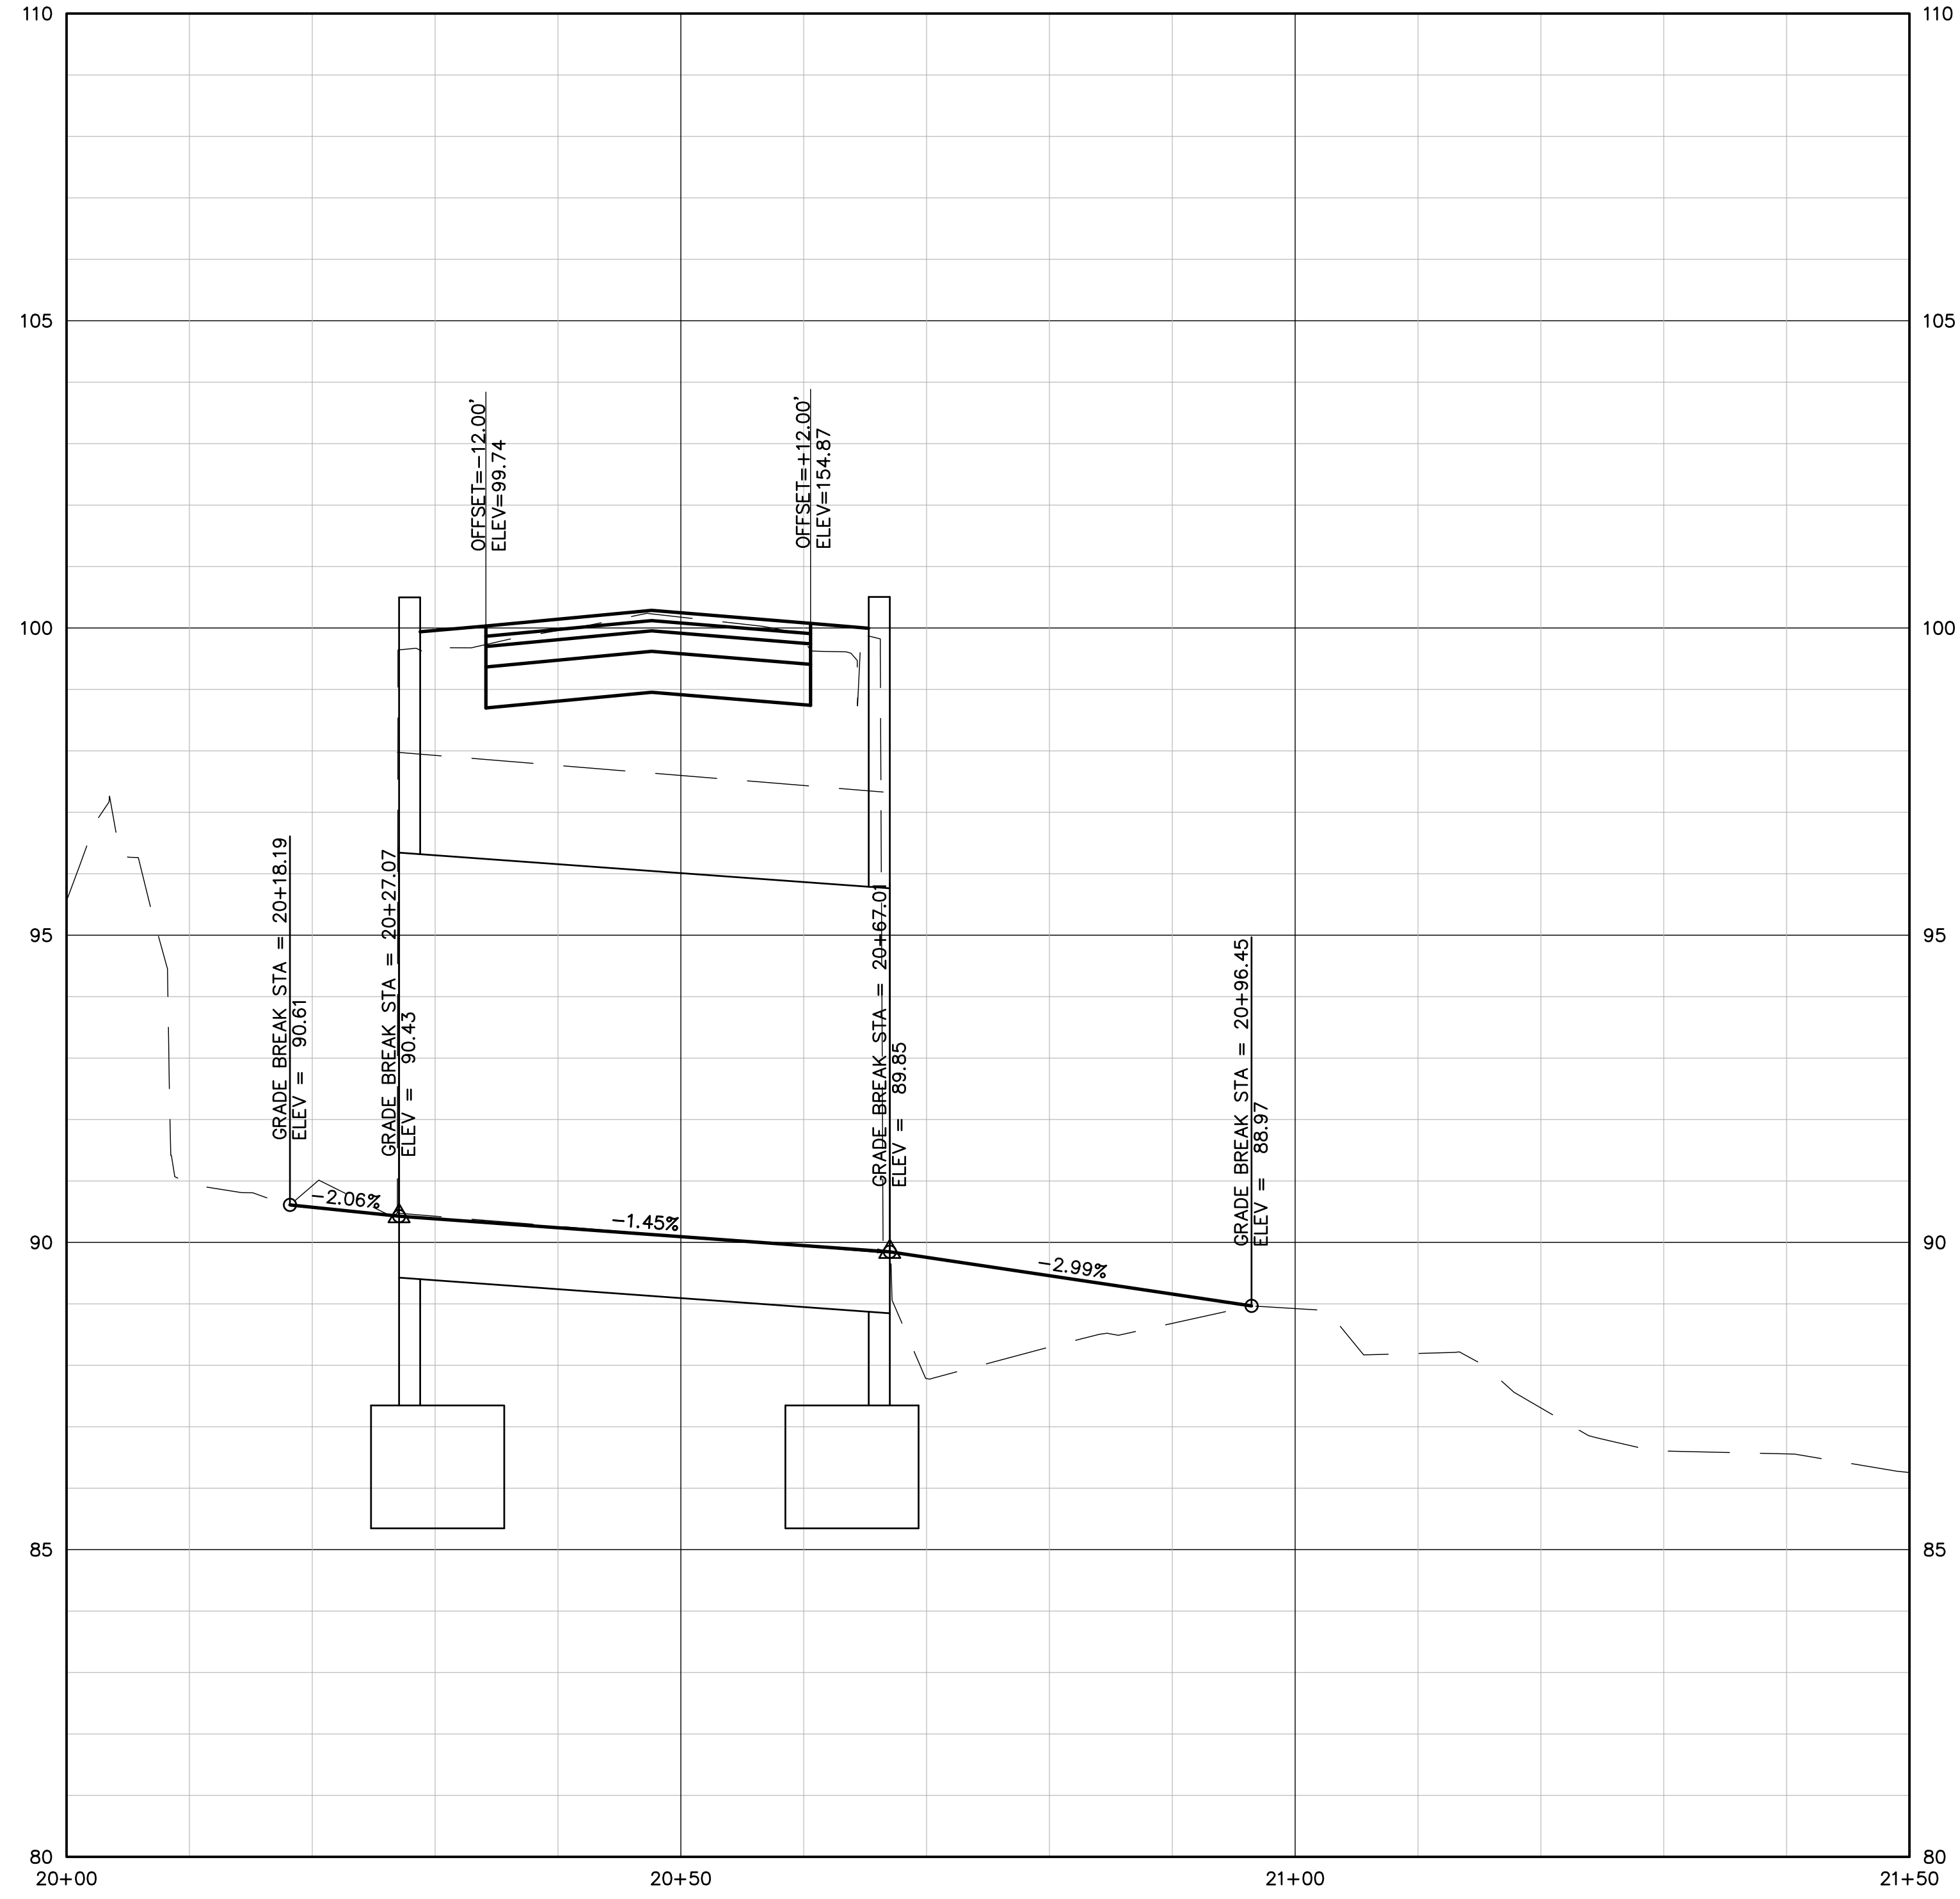 110
110
105
105
OFFSET=-12.00'
ELEV=99.74
OFFSET=+12.00'
ELEV=154.87
100
100
95
95
GRADE BREAK STA = 20+18.19
ELEV = 90.61
GRADE BREAK STA = 20+27.07
ELEV = 90.43
GRADE BREAK STA = 20+67.01
ELEV = 89.85
GRADE BREAK STA = 20+96.45
ELEV = 88.97
-2.06%
-1.45%
-2.99%
90
90
85
85
80
80
20+00
20+50
21+00
21+50